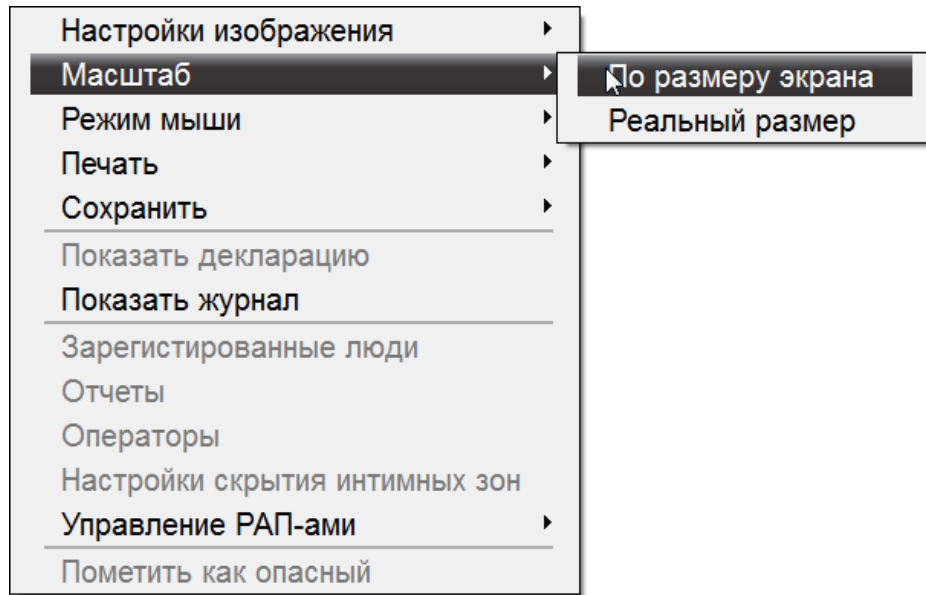 Настройки изображения
Масштаб
По размеру экрана
Реальный размер
Режим мыши
Печать
Сохранить
Показать декларацию
Показать журнал
Зарегистированные люди
Отчеты
Операторы
Настройки скрытия интимных зон
Управление РАП-ами
Пометить как опасный